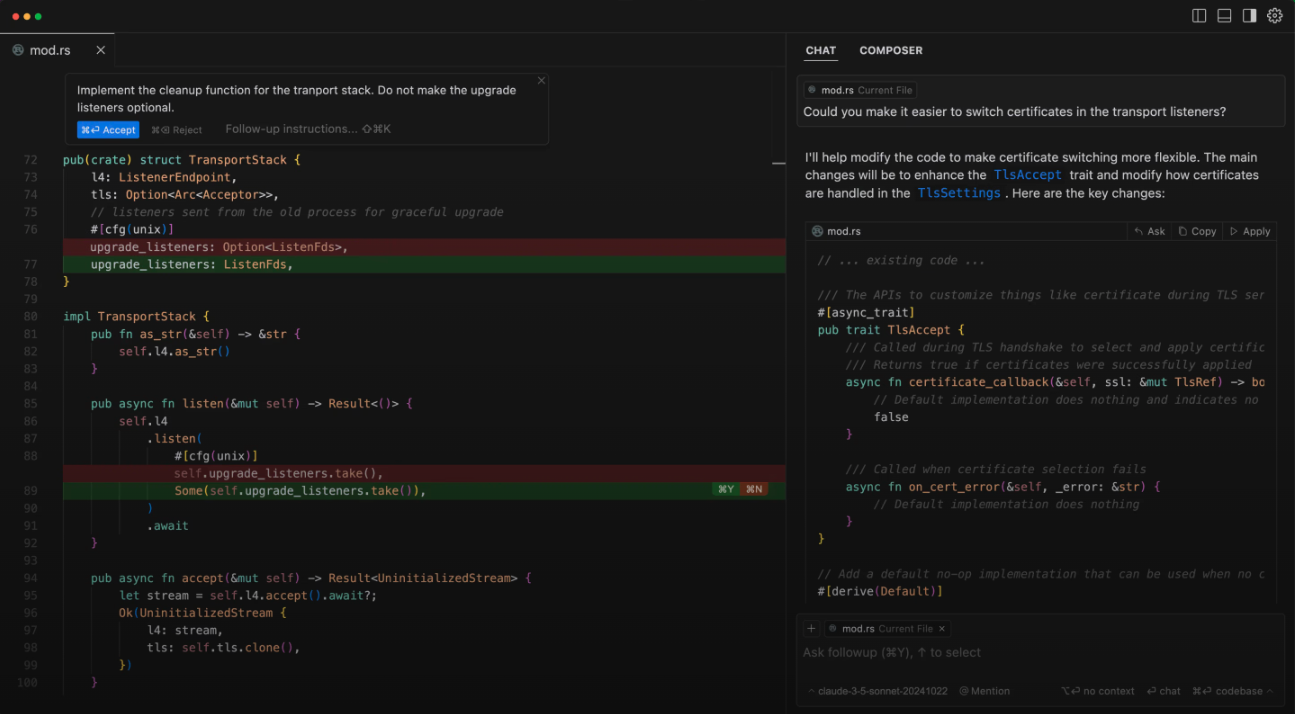 mod.rs
Implement the cleanup function for the tranport stack. Do not make the upgrade
listeners optional.
⌘⏎ Accept ⌘⌫ Reject Follow-up instructions... ⇧⌘K
72 pub(crate) struct TransportStack {
73 l4: ListenerEndpoint,
74 tls: Option<Arc<Acceptor>>,
75 // listeners sent from the old process for graceful upgrade
76 #[cfg(unix)]
upgrade_listeners: Option<ListenFds>,
77 upgrade_listeners: ListenFds,
78 }
79
80 impl TransportStack {
81 pub fn as_str(&self) -> &str {
82 self.l4.as_str()
83 }
84
85 pub async fn listen(&mut self) -> Result<()> {
86 self.l4
87 .listen(
88 #[cfg(unix)]
self.upgrade_listeners.take(),
89 Some(self.upgrade_listeners.take()), ⌘Y ⌘N
90 )
91 .await
92 }
93
94 pub async fn accept(&mut self) -> Result<UninitializedStream> {
95 let stream = self.l4.accept().await?;
96 Ok(UninitializedStream {
97 l4: stream,
98 tls: self.tls.clone(),
99 })
100 }
CHAT COMPOSER
mod.rs Current File
Could you make it easier to switch certificates in the transport listeners?
I'll help modify the code to make certificate switching more flexible. The main
changes will be to enhance the TlsAccept trait and modify how certificates
are handled in the TlsSettings . Here are the key changes:
mod.rs Ask Copy Apply
// ... existing code ...
/// The APIs to customize things like certificate during TLS ser
#[async_trait]
pub trait TlsAccept {
/// Called during TLS handshake to select and apply certific
/// Returns true if certificates were successfully applied
async fn certificate_callback(&self, ssl: &mut TlsRef) -> bo
// Default implementation does nothing and indicates no
false
}
/// Called when certificate selection fails
async fn on_cert_error(&self, _error: &str) {
// Default implementation does nothing
}
}
// Add a default no-op implementation that can be used when no c
#[derive(Default)]
+ mod.rs Current File ×
Ask followup (⌘Y), ↑ to select
^ claude-3-5-sonnet-20241022 @ Mention ⌥⏎ no context ⏎ chat ⌘⏎ codebase ^